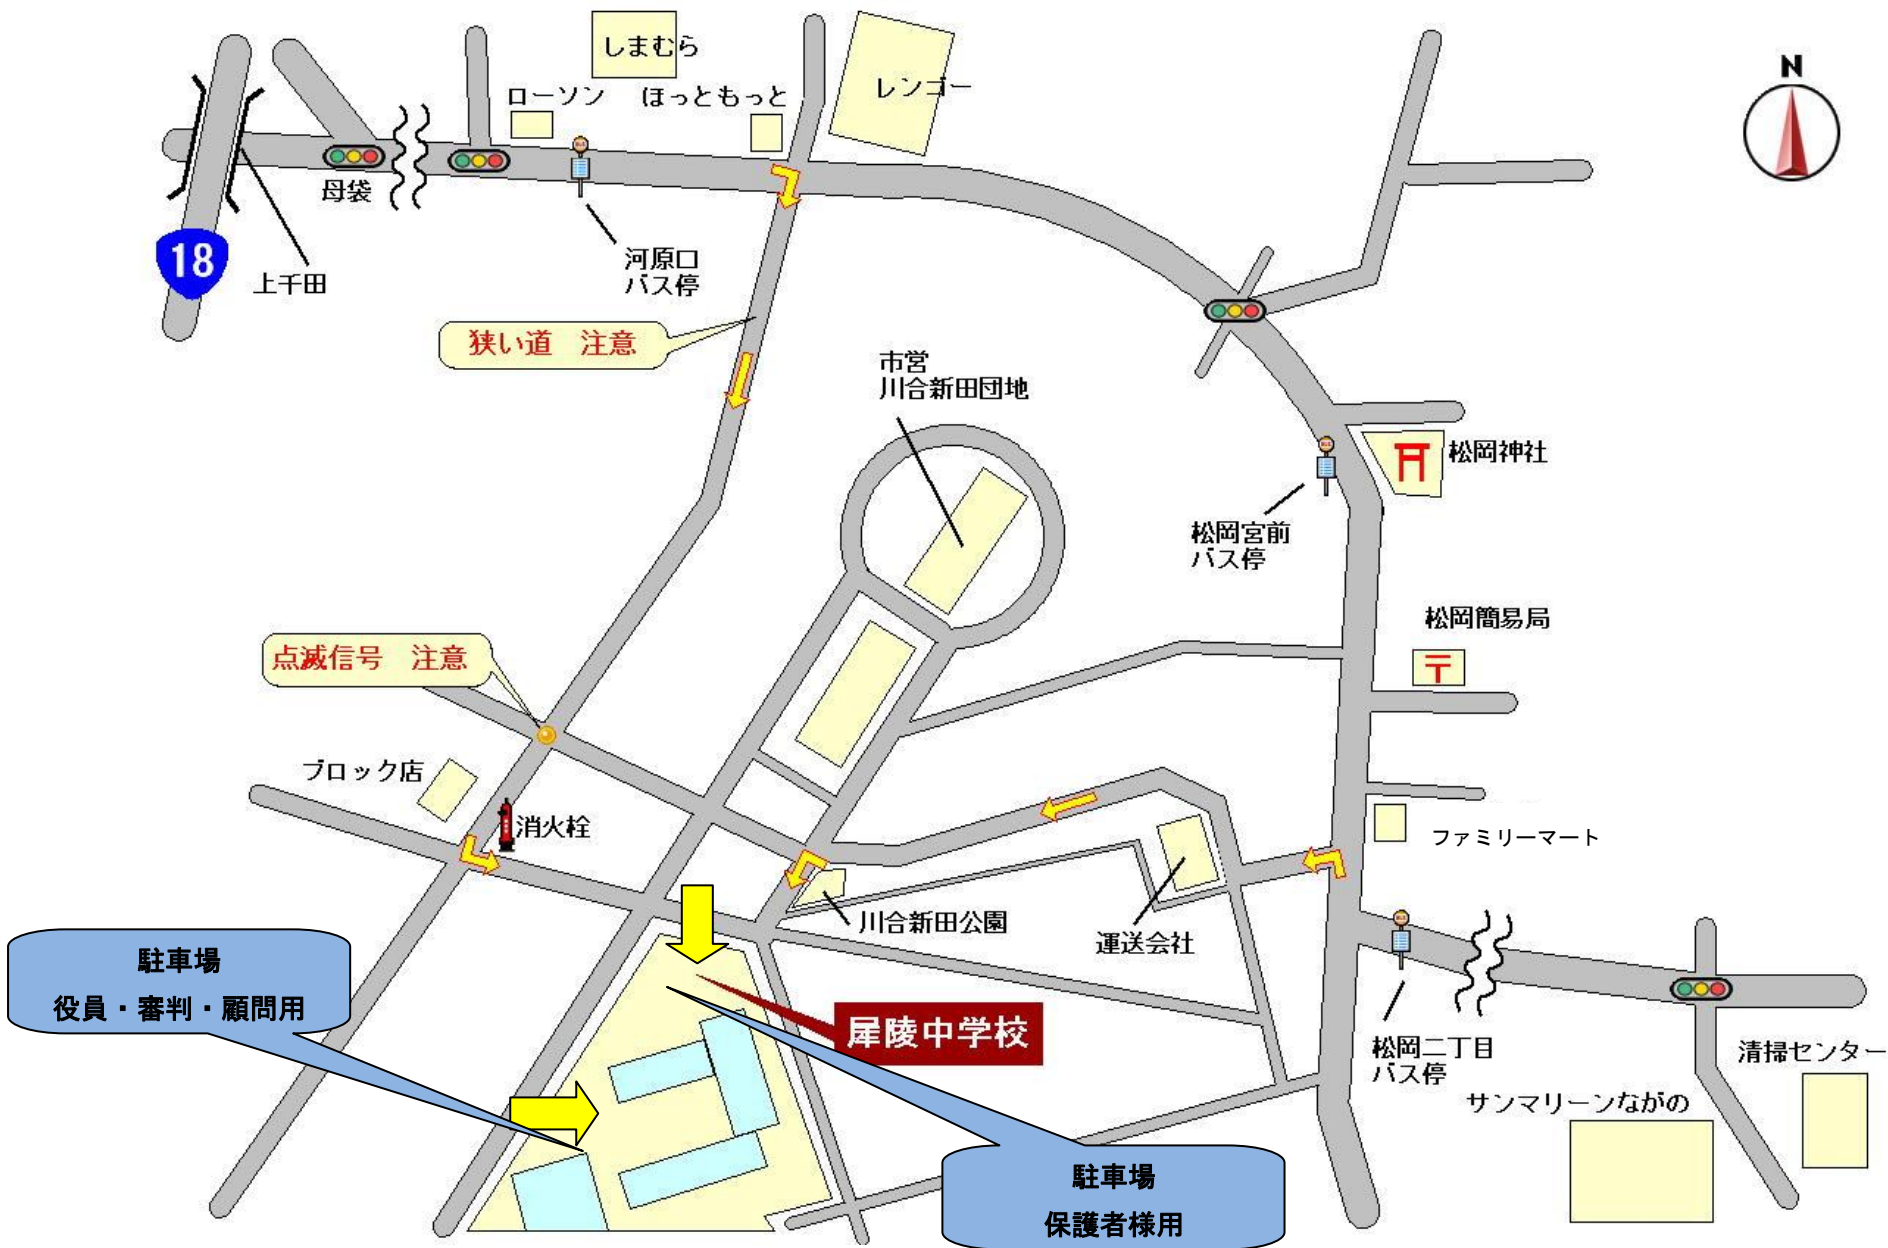 しまむら
N
ローソン
ほっともっと
レンゴー
母袋
18
上千田
河原口
バス停
狭い道 注意
市営
川合新田団地
松岡神社
松岡宮前
バス停
松岡簡易局
点滅信号 注意
ブロック店
消火栓
ファミリーマート
川合新田公園
運送会社
駐車場
役員・審判・顧問用
犀陵中学校
松岡二丁目
バス停
清掃センター
サンマリーンながの
駐車場
保護者様用